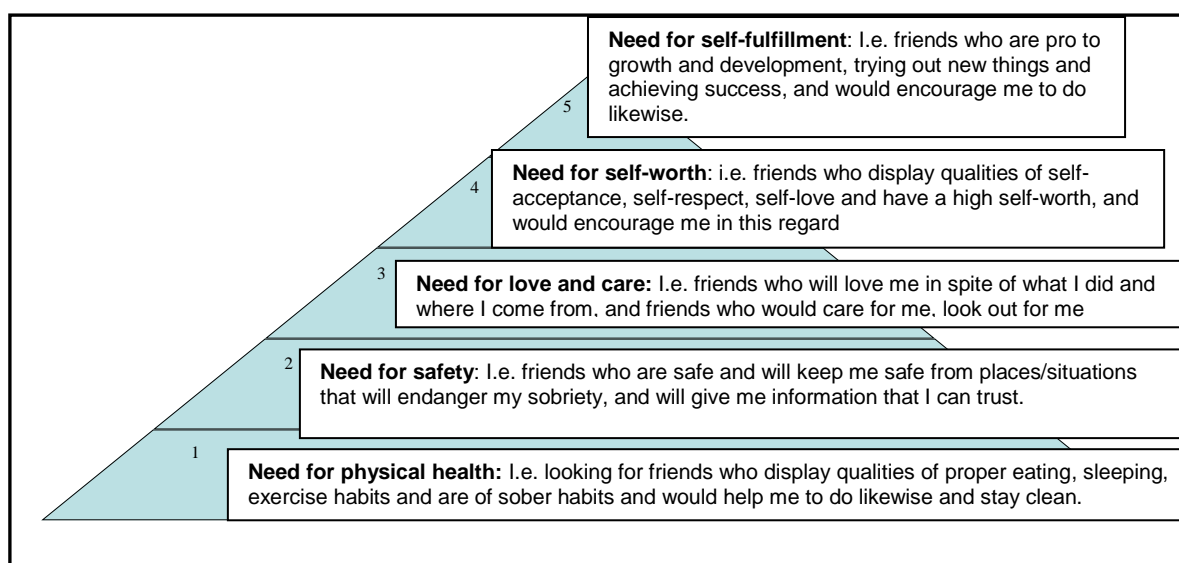 5
Need for self-fulfillment: I.e. friends who are pro to
growth and development, trying out new things and
achieving success, and would encourage me to do
likewise.
4
Need for self-worth: i.e. friends who display qualities of self-
acceptance, self-respect, self-love and have a high self-worth, and
would encourage me in this regard
3
Need for love and care: I.e. friends who will love me in spite of what I did and
where I come from, and friends who would care for me, look out for me
2
Need for safety: I.e. friends who are safe and will keep me safe from places/situations
that will endanger my sobriety, and will give me information that I can trust.
1
Need for physical health: I.e. looking for friends who display qualities of proper eating, sleeping,
exercise habits and are of sober habits and would help me to do likewise and stay clean.